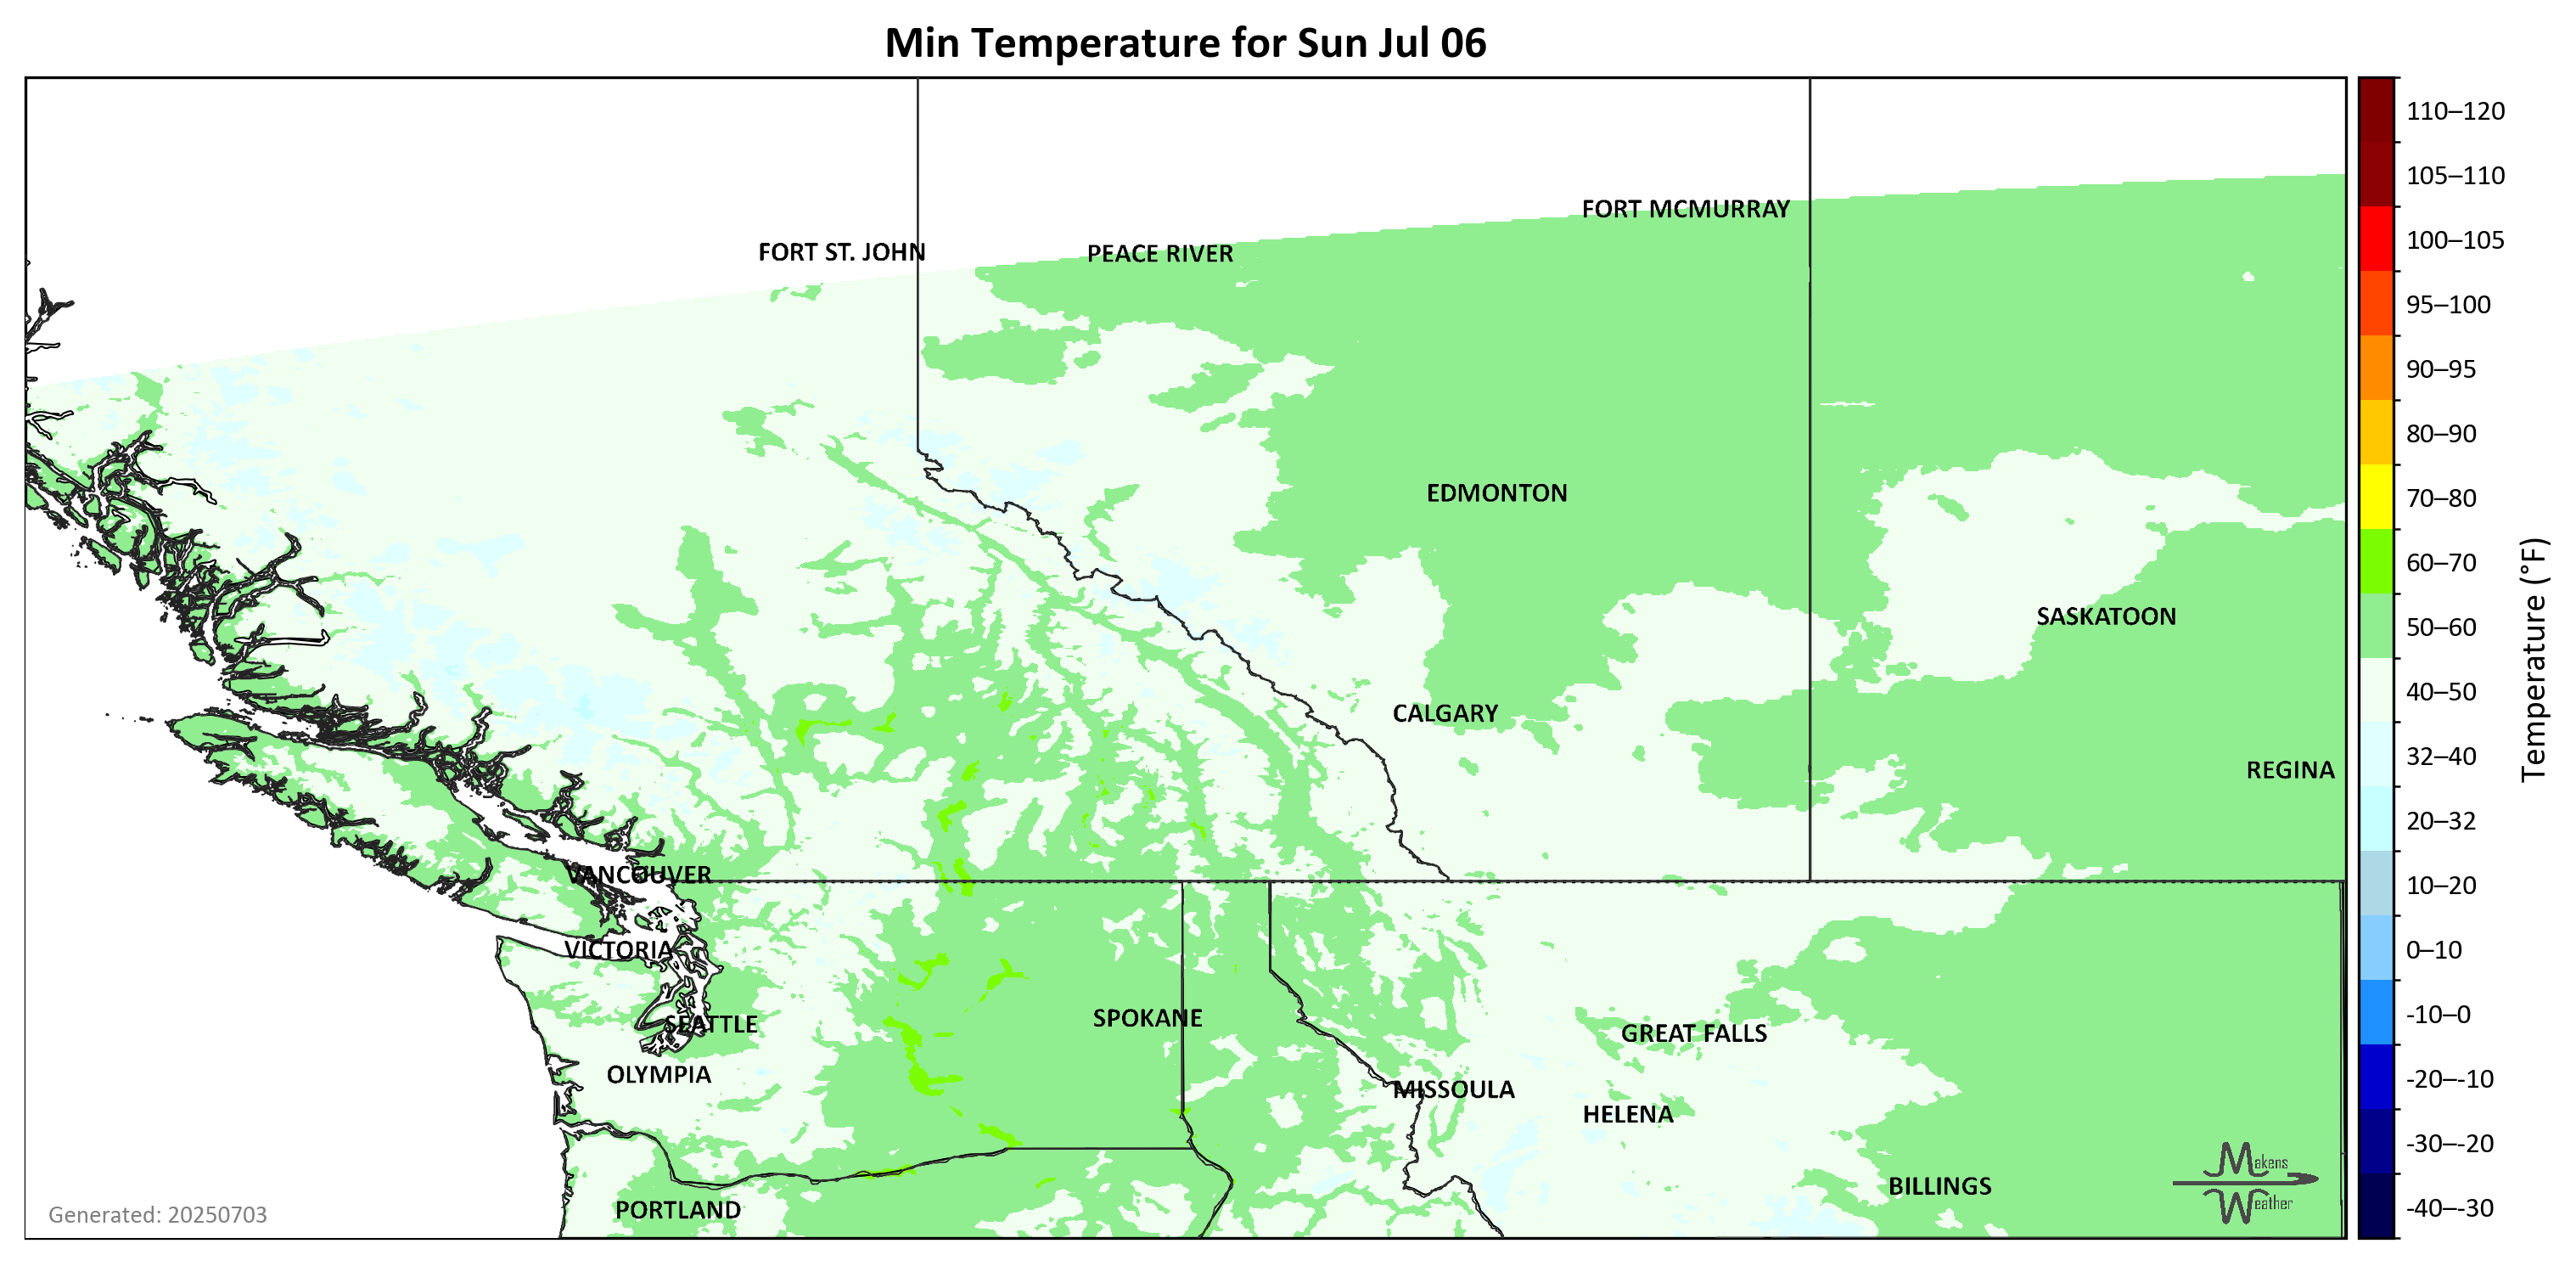 Min Temperature for Sun Jul 06
110–120
105–110
100–105
95–100
90–95
80–90
70–80
60–70
50–60
40–50
32–40
20–32
10–20
0–10
-10–0
-20–-10
-30–-20
-40–-30
Temperature (°F)
FORT MCMURRAY
FORT ST. JOHN
PEACE RIVER
EDMONTON
SASKATOON
CALGARY
REGINA
VANCOUVER
VICTORIA
SPOKANE
SEATTLE
GREAT FALLS
OLYMPIA
MISSOULA
HELENA
BILLINGS
PORTLAND
Makens
Weather
Generated: 20250703